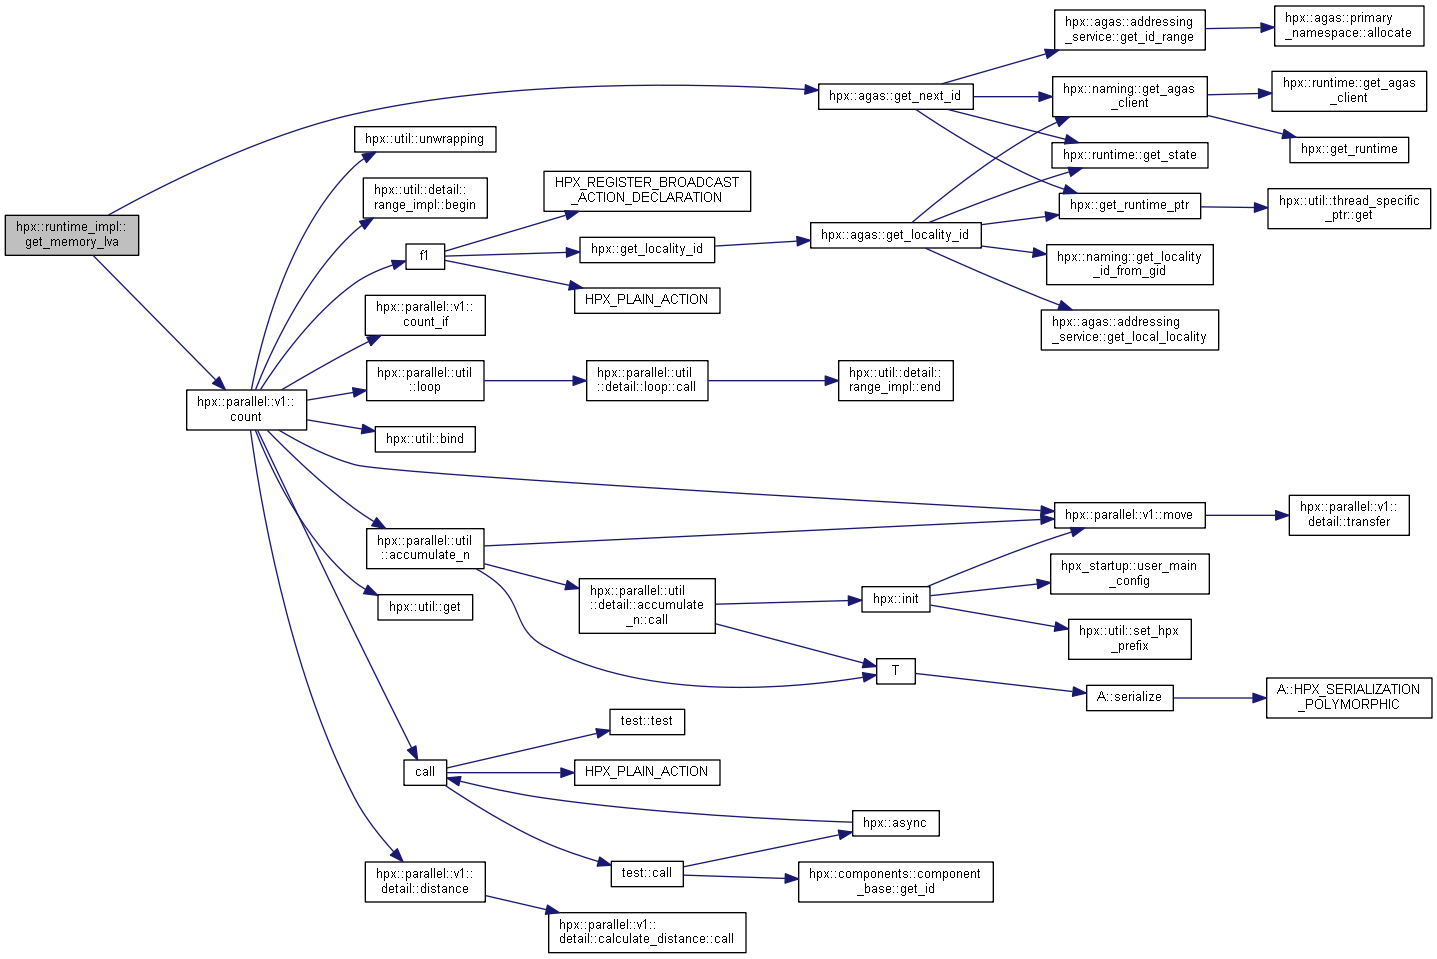 hpx::runtime_impl::
get_memory_lva
hpx::agas::get_next_id
hpx::agas::addressing
_service::get_id_range
hpx::agas::primary
_namespace::allocate
hpx::naming::get_agas
_client
hpx::runtime::get_agas
_client
hpx::get_runtime
hpx::runtime::get_state
hpx::get_runtime_ptr
hpx::util::thread_specific
_ptr::get
hpx::parallel::v1::
count
hpx::util::unwrapping
hpx::util::detail::
range_impl::begin
f1
HPX_REGISTER_BROADCAST
_ACTION_DECLARATION
hpx::get_locality_id
HPX_PLAIN_ACTION
hpx::agas::get_locality_id
hpx::naming::get_locality
_id_from_gid
hpx::agas::addressing
_service::get_local_locality
hpx::parallel::v1::
count_if
hpx::parallel::util
::loop
hpx::parallel::util
::detail::loop::call
hpx::util::detail::
range_impl::end
hpx::util::bind
hpx::parallel::v1::move
hpx::parallel::v1::
detail::transfer
hpx::parallel::util
::accumulate_n
hpx::parallel::util
::detail::accumulate
_n::call
hpx::init
hpx_startup::user_main
_config
hpx::util::set_hpx
_prefix
hpx::util::get
T
A::serialize
A::HPX_SERIALIZATION
_POLYMORPHIC
call
test::test
HPX_PLAIN_ACTION
test::call
hpx::async
hpx::components::component
_base::get_id
hpx::parallel::v1::
detail::distance
hpx::parallel::v1::
detail::calculate_distance::call